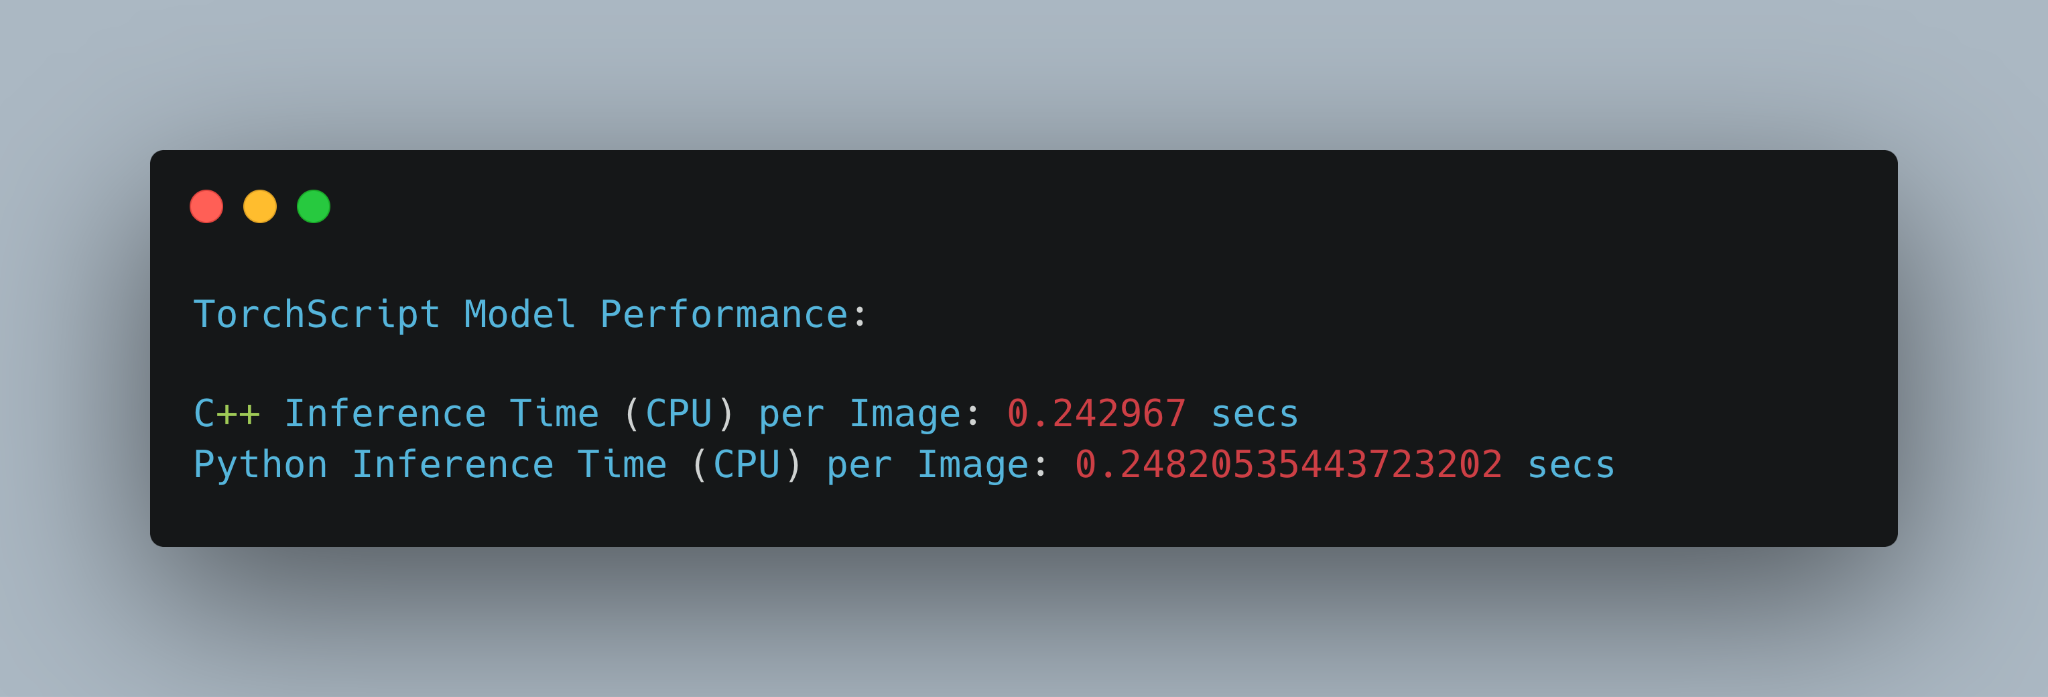 TorchScript Model Performance:
C++ Inference Time (CPU) per Image: 0.242967 secs
Python Inference Time (CPU) per Image: 0.24820535443723202 secs